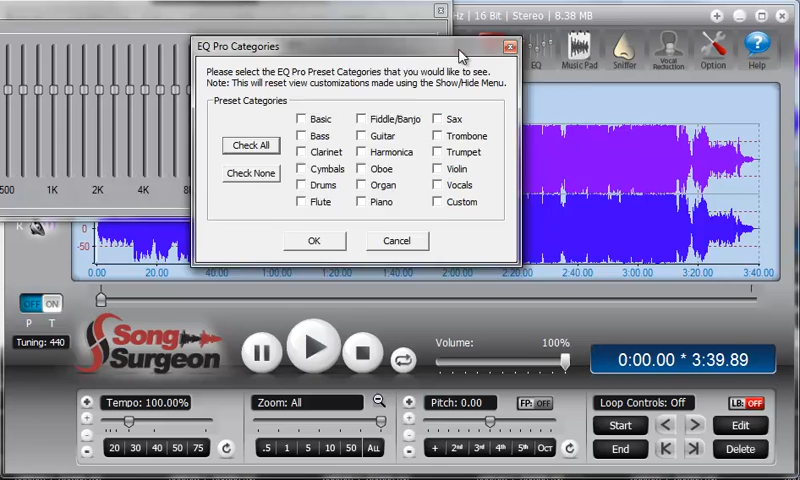 Hz | 16 Bit | Stereo | 8.38 MB
EQ Pro Categories
EQ
Music Pad
Sniffer
Vocal
Reduction
Option
Help
Please select the EQ Pro Preset Categories that you would like to see.
Note: This will reset view customizations made using the Show/Hide Menu.
Preset Categories
Check All
Check None
Basic
Fiddle/Banjo
Sax
Bass
Guitar
Trombone
Clarinet
Harmonica
Trumpet
Cymbals
Oboe
Violin
Drums
Organ
Vocals
Flute
Piano
Custom
OK
Cancel
500 1K 2K 4K 8K
R
-50
0.00 20.00 40.00 1:00.00 1:20.00 2:20.00 2:40.00 3:00.00 3:20.00 3:40.00
OFF ON
P T
Tuning: 440
Song
Surgeon
Volume: 100%
0:00.00 * 3:39.89
Tempo: 100.00%
20 30 40 50 75
Zoom: All
.5 1 5 10 50 ALL
Pitch: 0.00
FP: OFF
+ 2nd 3rd 4th 5th Oct
Loop Controls: Off
LB: OFF
Start
Edit
End
Delete